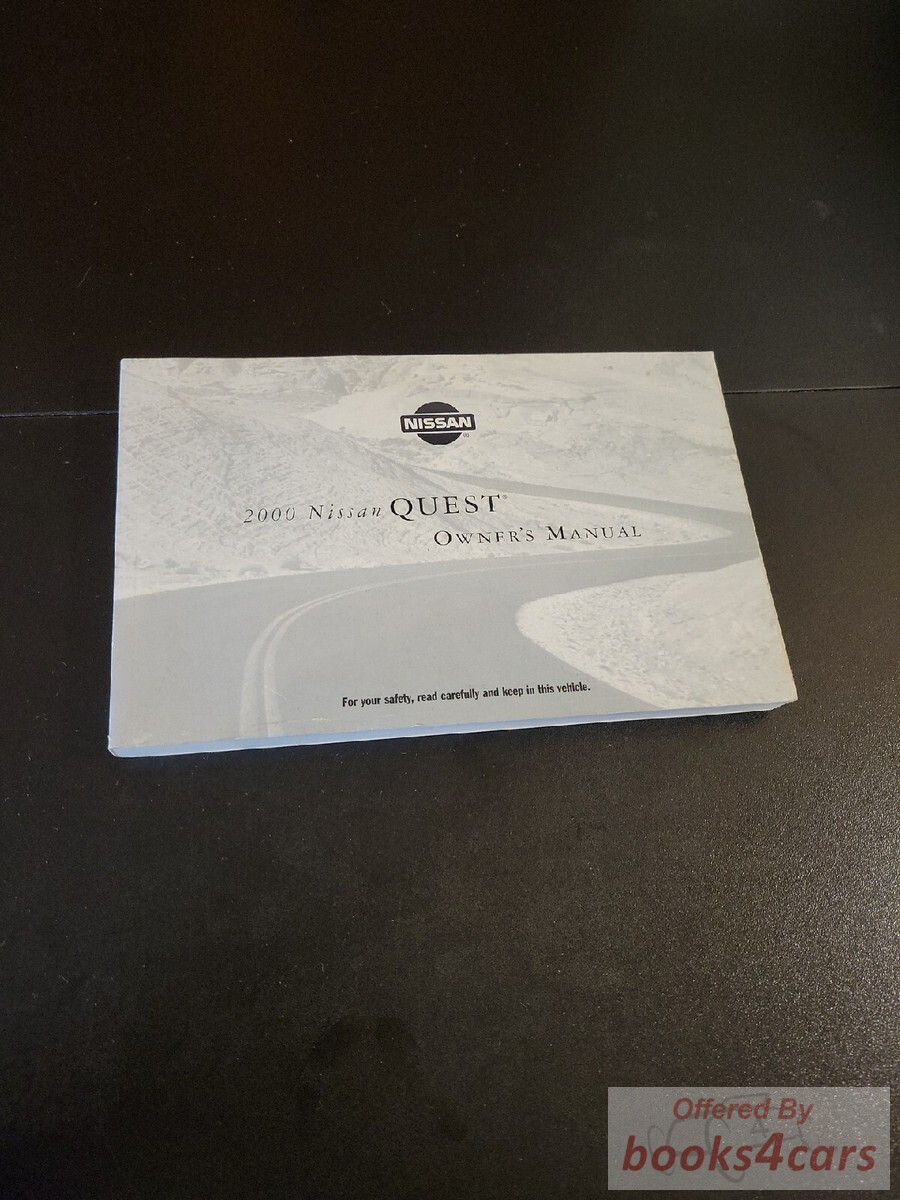 NISSAN
®
2000 Nissan QUEST®
OWNER'S MANUAL
For your safety, read carefully and keep in this vehicle.
Offered By
books4cars